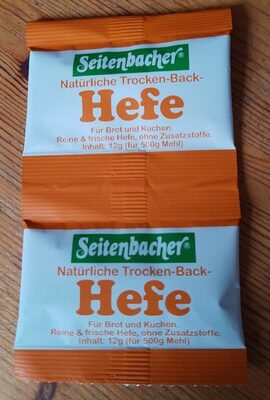 Seitenbacher®
Natürliche Trocken-Back-
Hefe
Für Brot und Kuchen.
Reine & frische Hefe, ohne Zusatzstoffe.
Inhalt: 12g (für 500g Mehl)
Seitenbacher®
Natürliche Trocken-Back-
Hefe
Für Brot und Kuchen.
Reine & frische Hefe, ohne Zusatzstoffe.
Inhalt: 12g (für 500g Mehl)